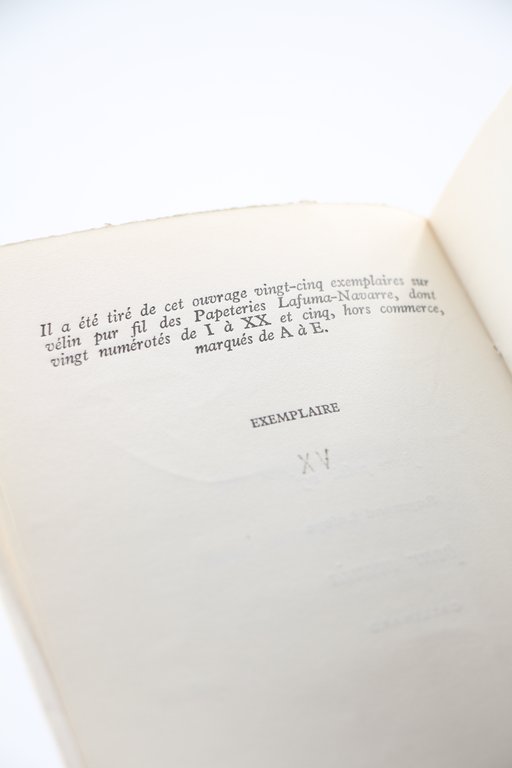 Il a été tiré de cet ouvrage vingt-cinq exemplaires sur
vélin pur fil des Papeteries Lafuma-Navarre, dont
vingt numérotés de I à XX et cinq, hors commerce,
marqués de A à E.
EXEMPLAIRE
XV